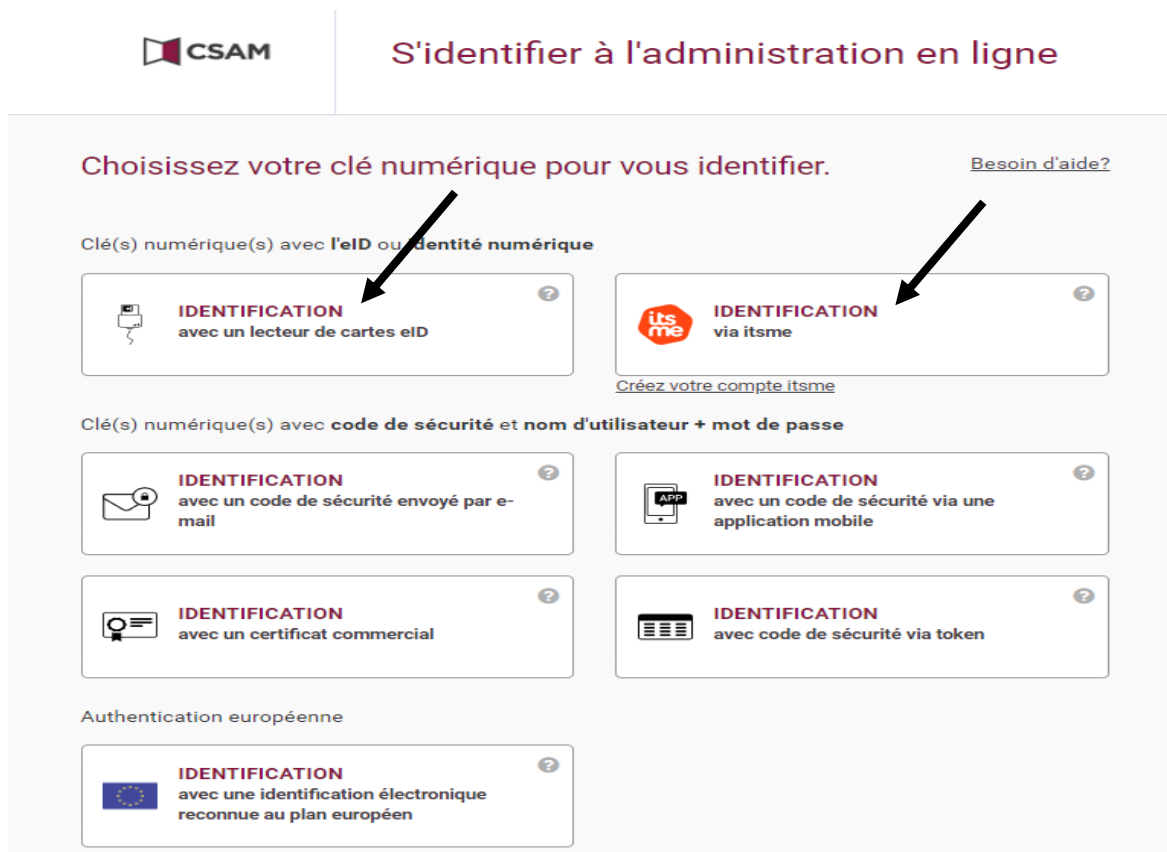 CSAM
S'identifier à l'administration en ligne
Choisissez votre clé numérique pour vous identifier.
Besoin d'aide?
Clé(s) numérique(s) avec l'eID ou identité numérique
?
IDENTIFICATION
avec un lecteur de cartes eID
?
its
me
IDENTIFICATION
via itsme
Créez votre compte itsme
Clé(s) numérique(s) avec code de sécurité et nom d'utilisateur + mot de passe
?
IDENTIFICATION
avec un code de sécurité envoyé par e-
mail
?
APP
IDENTIFICATION
avec un code de sécurité via une
application mobile
?
IDENTIFICATION
avec un certificat commercial
?
IDENTIFICATION
avec code de sécurité via token
Authentication européenne
?
IDENTIFICATION
avec une identification électronique
reconnue au plan européen